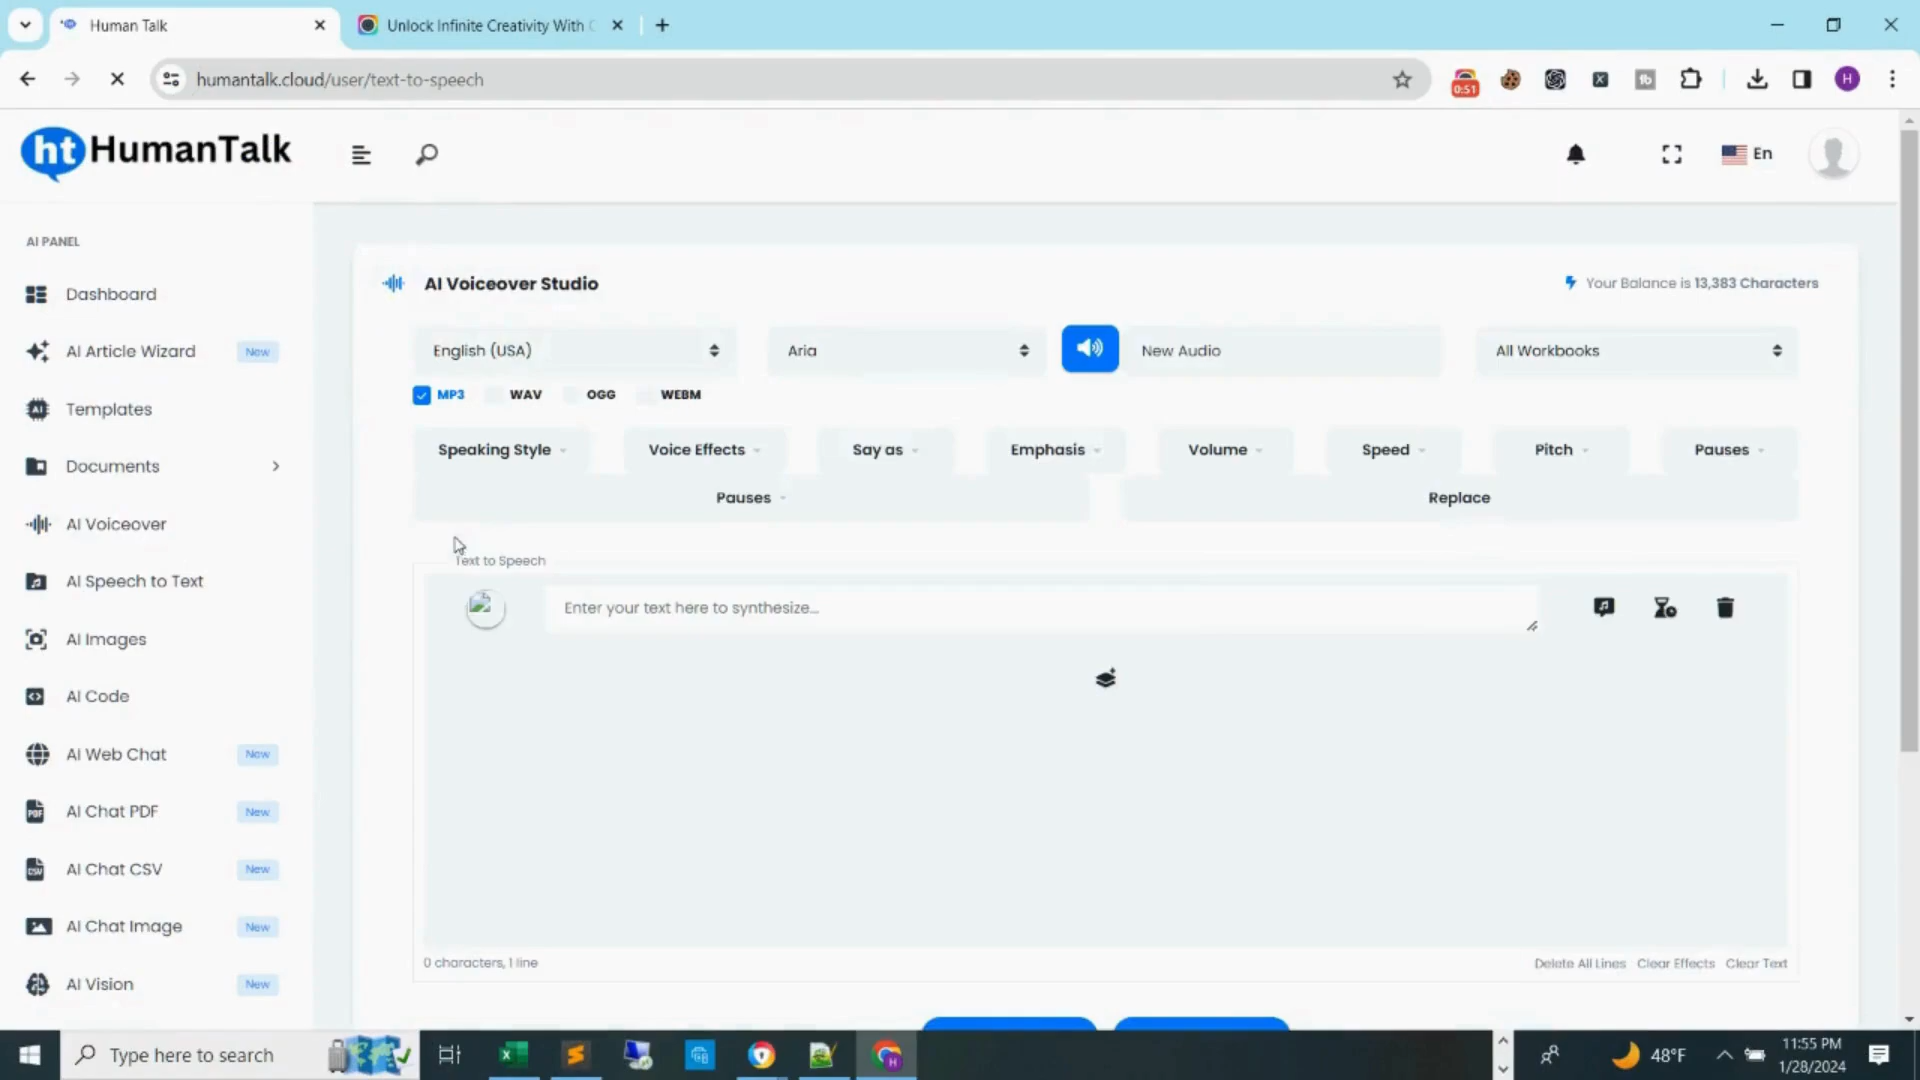 Human Talk
Unlock Infinite Creativity With
humantalk.cloud/user/text-to-speech
0:51
fb
H
ht HumanTalk
En
AI PANEL
AI Voiceover Studio
Your Balance is 13,383 Characters
Dashboard
English (USA)
Aria
New Audio
All Workbooks
AI Article Wizard
New
MP3
WAV
OGG
WEBM
Templates
Speaking Style
Voice Effects
Say as
Emphasis
Volume
Speed
Pitch
Pauses
Documents
Pauses
Replace
AI Voiceover
Text to Speech
AI Speech to Text
Enter your text here to synthesize...
AI Images
AI Code
AI Web Chat
New
AI Chat PDF
New
AI Chat CSV
New
AI Chat Image
New
0 characters, 1 line
Delete All Lines
Clear Effects
Clear Text
AI Vision
New
Type here to search
48°F
11:55 PM
1/28/2024